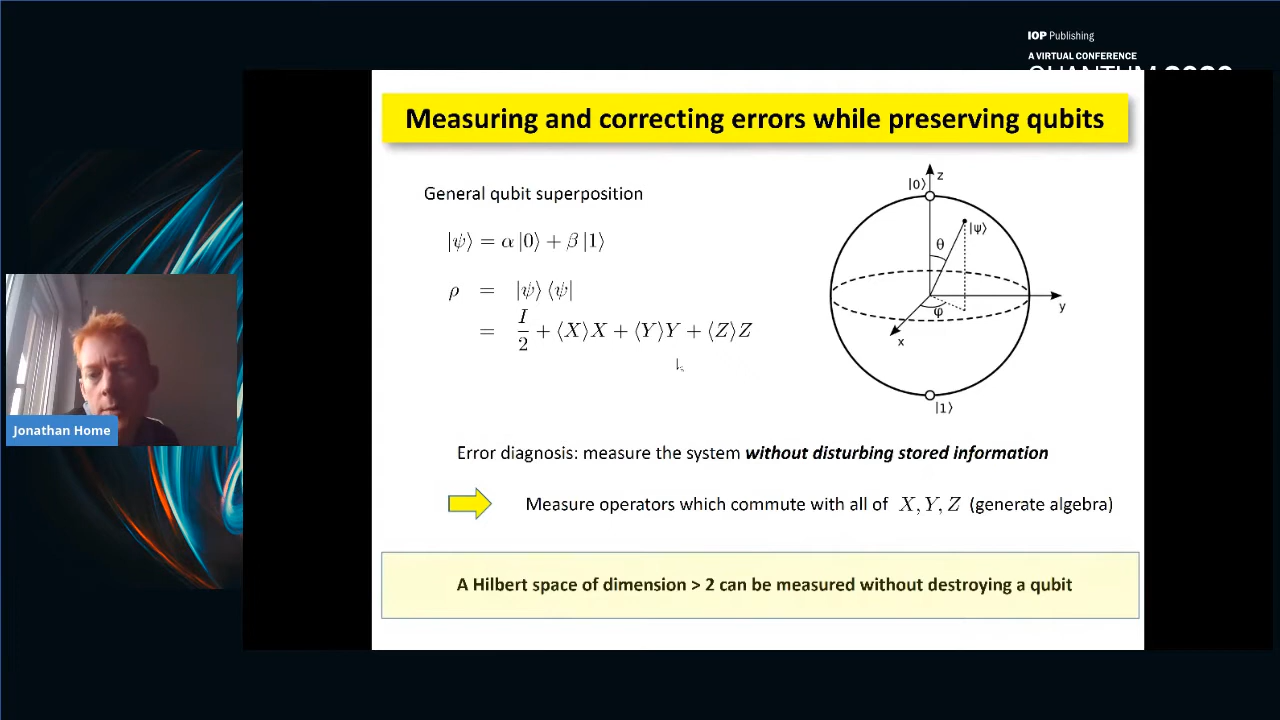 IOP Publishing
A VIRTUAL CONFERENCE
Measuring and correcting errors while preserving qubits
General qubit superposition
|ψ⟩ = α|0⟩ + β|1⟩
ρ = |ψ⟩⟨ψ|
= I/2 + ⟨X⟩X + ⟨Y⟩Y + ⟨Z⟩Z
|0⟩ z
|ψ⟩
θ
φ
y
x
|1⟩
Jonathan Home
Error diagnosis: measure the system without disturbing stored information
Measure operators which commute with all of X, Y, Z (generate algebra)
A Hilbert space of dimension > 2 can be measured without destroying a qubit